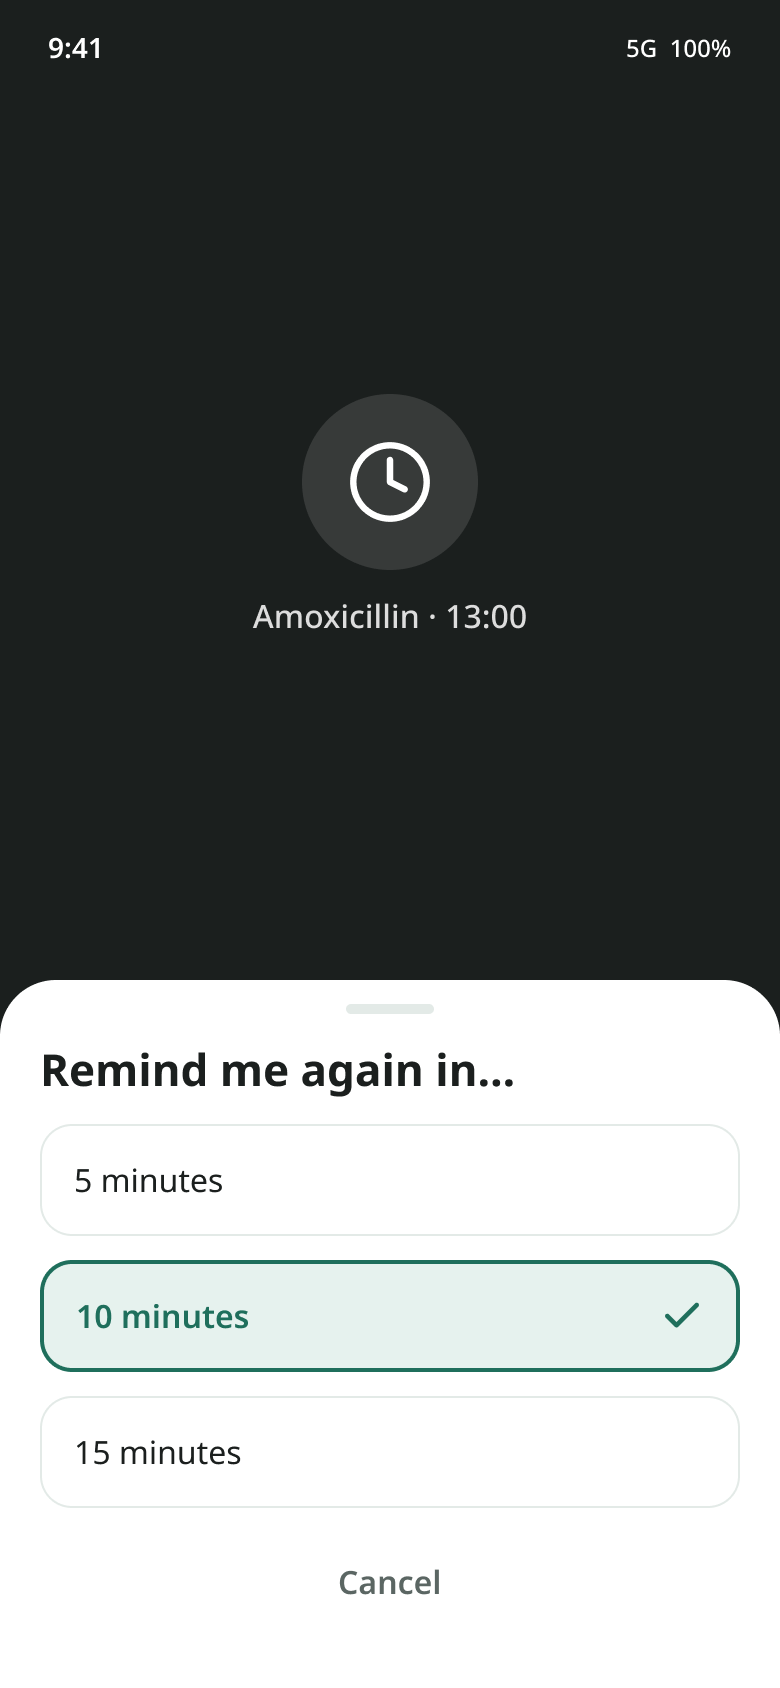 9:41
5G 100%
Amoxicillin · 13:00
Remind me again in...
5 minutes
10 minutes
15 minutes
Cancel